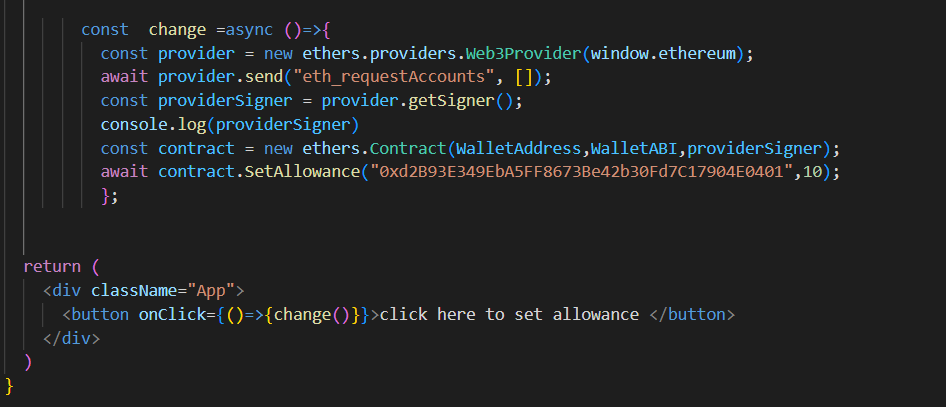 const  change =async ()=>{
const provider = new ethers.providers.Web3Provider(window.ethereum);
await provider.send("eth_requestAccounts", []);
const providerSigner = provider.getSigner();
console.log(providerSigner)
const contract = new ethers.Contract(WalletAddress,WalletABI,providerSigner);
await contract.SetAllowance("0xd2B93E349EbA5FF8673Be42b30Fd7C17904E0401",10);
};
return (
<div className="App">
<button onClick={()=>{change()}}>click here to set allowance </button>
</div>
)
}